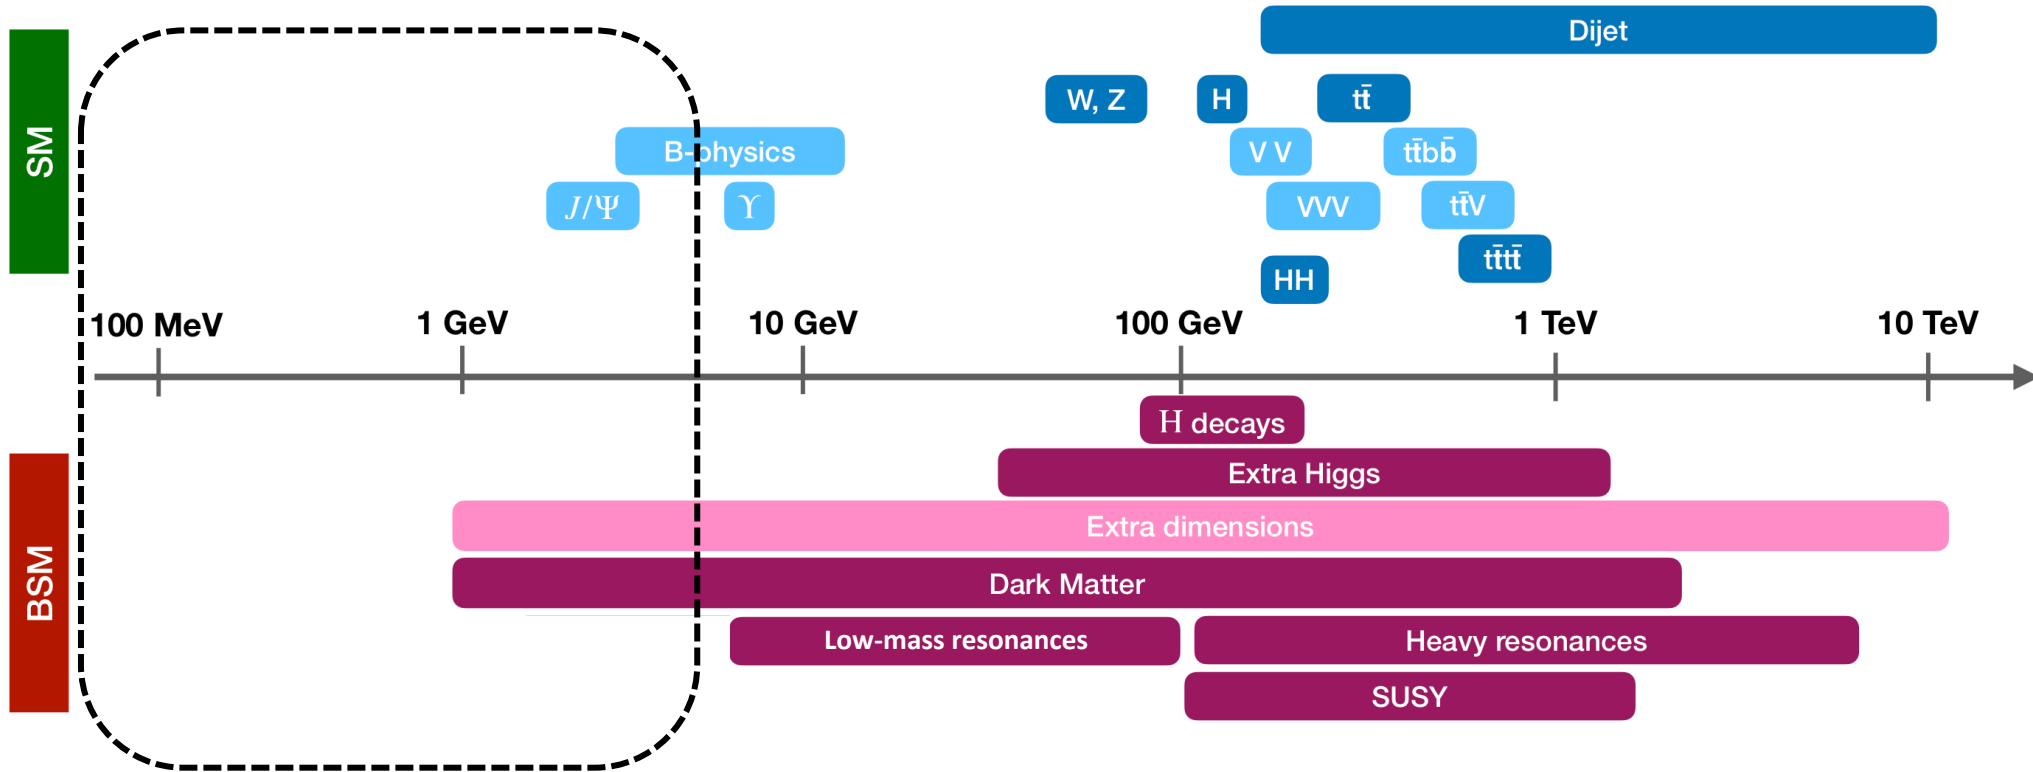 Dijet
SM
W, Z
H
tt̄
B-physics
V V
tt̄bb̄
J/Ψ
ϒ
VVV
tt̄V
tt̄tt̄
HH
100 MeV
1 GeV
10 GeV
100 GeV
1 TeV
10 TeV
H decays
Extra Higgs
BSM
Extra dimensions
Dark Matter
Low-mass resonances
Heavy resonances
SUSY